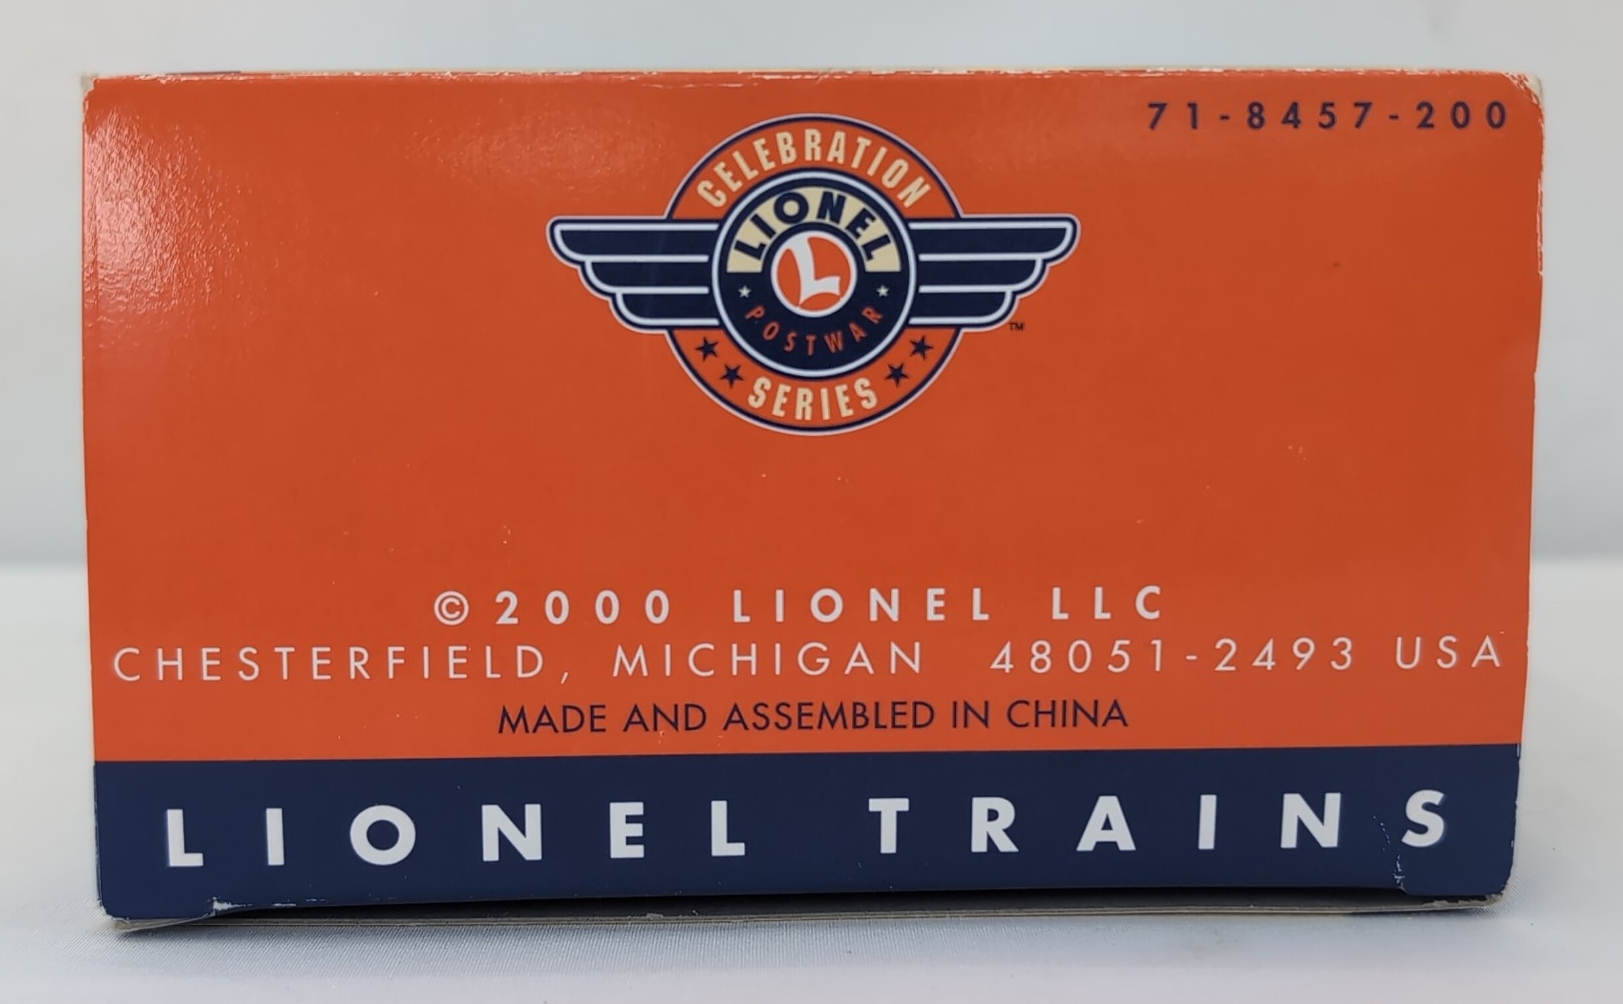 71-8457-200
CELEBRATION
LIONEL
L
POSTWAR
SERIES
™
©2000 LIONEL LLC
CHESTERFIELD, MICHIGAN 48051-2493 USA
MADE AND ASSEMBLED IN CHINA
LIONEL TRAINS